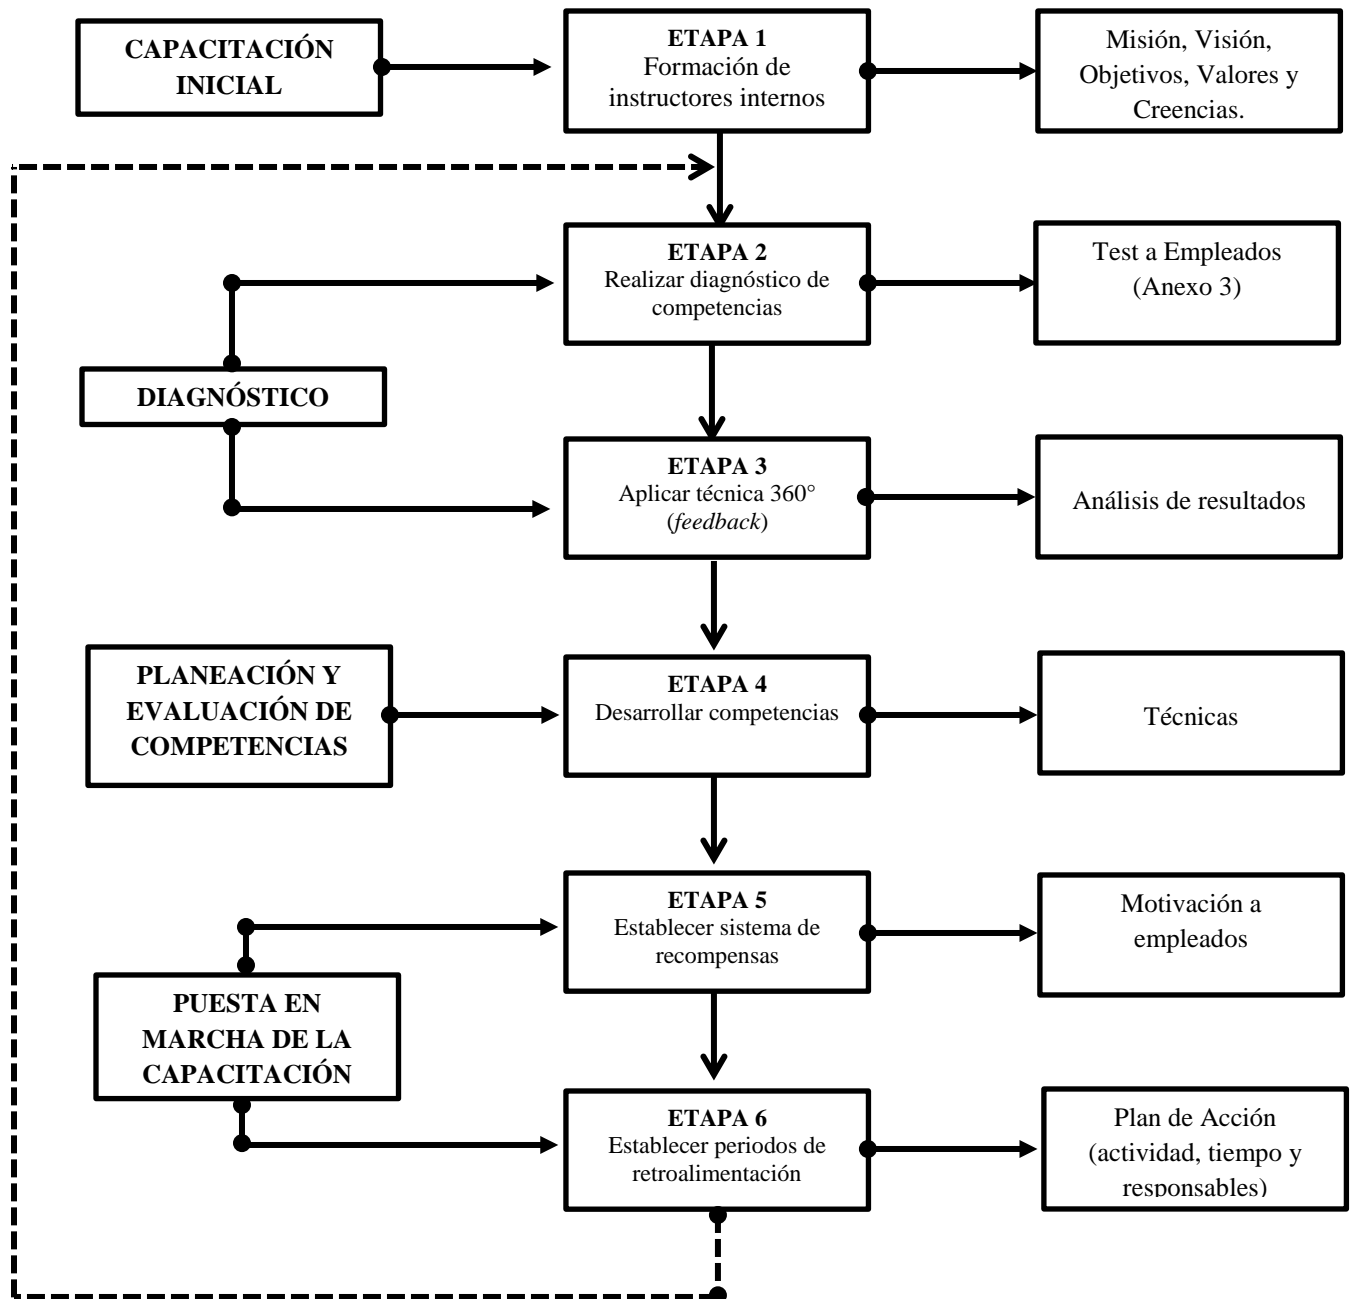 CAPACITACIÓN
INICIAL
ETAPA 1
Formación de
instructores internos
Misión, Visión,
Objetivos, Valores y
Creencias.
ETAPA 2
Realizar diagnóstico de
competencias
Test a Empleados
(Anexo 3)
DIAGNÓSTICO
ETAPA 3
Aplicar técnica 360°
(feedback)
Análisis de resultados
PLANEACIÓN Y
EVALUACIÓN DE
COMPETENCIAS
ETAPA 4
Desarrollar competencias
Técnicas
ETAPA 5
Establecer sistema de
recompensas
Motivación a
empleados
PUESTA EN
MARCHA DE LA
CAPACITACIÓN
ETAPA 6
Establecer periodos de
retroalimentación
Plan de Acción
(actividad, tiempo y
responsables)